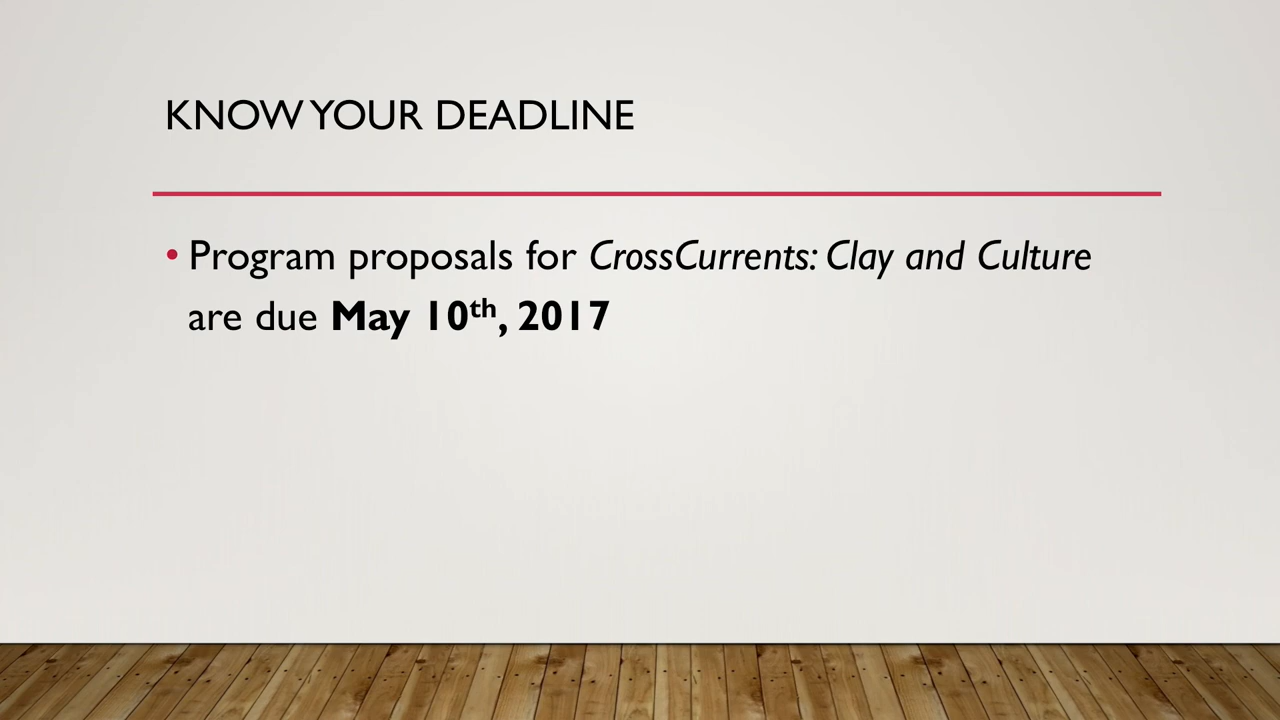 KNOW YOUR DEADLINE
• Program proposals for CrossCurrents: Clay and Culture
are due May 10th, 2017